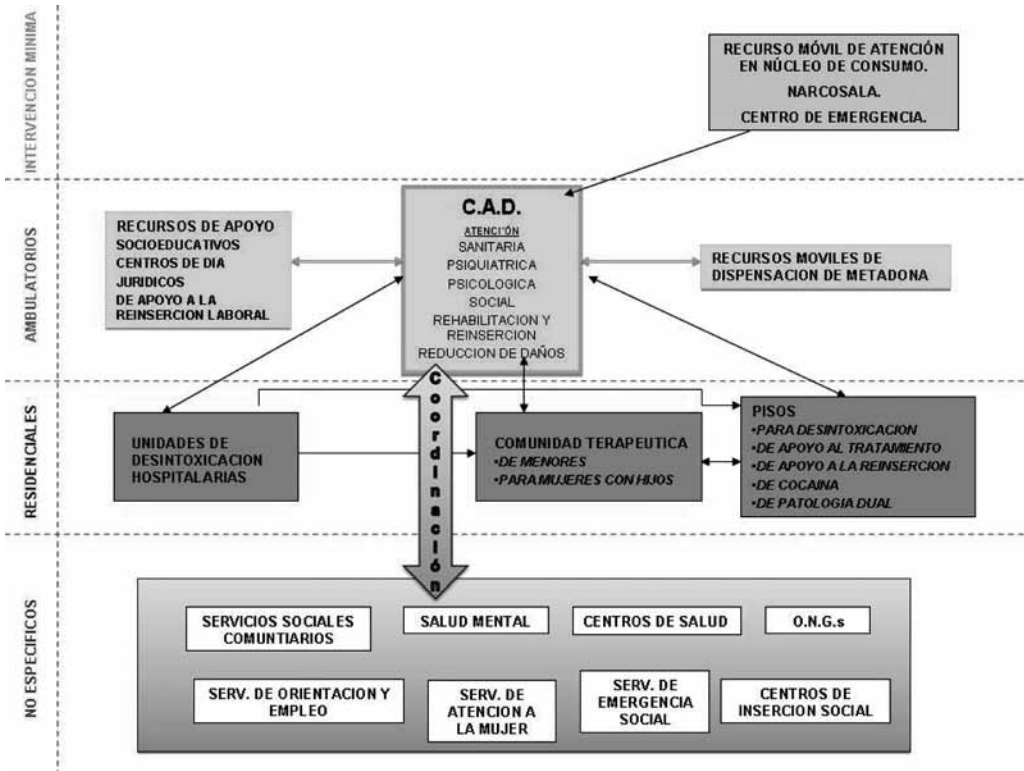 INTERVENCION MINIMA
RECURSO MÓVIL DE ATENCIÓN
EN NÚCLEO DE CONSUMO.
NARCOSALA.
CENTRO DE EMERGENCIA.
AMBULATORIOS
RECURSOS DE APOYO
SOCIOEDUCATIVOS
CENTROS DE DIA
JURIDICOS
DE APOYO A LA
REINSERCION LABORAL
C.A.D.
ATENCIÓN
SANITARIA
PSIQUIATRICA
PSICOLOGICA
SOCIAL
REHABILITACION Y
REINSERCION
REDUCCION DE DAÑOS
RECURSOS MOVILES DE
DISPENSACION DE METADONA
Coordinación
RESIDENCIALES
UNIDADES DE
DESINTOXICACION
HOSPITALARIAS
COMUNIDAD TERAPEUTICA
•DE MENORES
•PARA MUJERES CON HIJOS
PISOS
•PARA DESINTOXICACION
•DE APOYO AL TRATAMIENTO
•DE APOYO A LA REINSERCION
•DE COCAINA
•DE PATOLOGIA DUAL
NO ESPECIFICOS
SERVICIOS SOCIALES
COMUNTIARIOS
SALUD MENTAL
CENTROS DE SALUD
O.N.G.s
SERV. DE ORIENTACION Y
EMPLEO
SERV. DE
ATENCION A
LA MUJER
SERV. DE
EMERGENCIA
SOCIAL
CENTROS DE
INSERCION SOCIAL